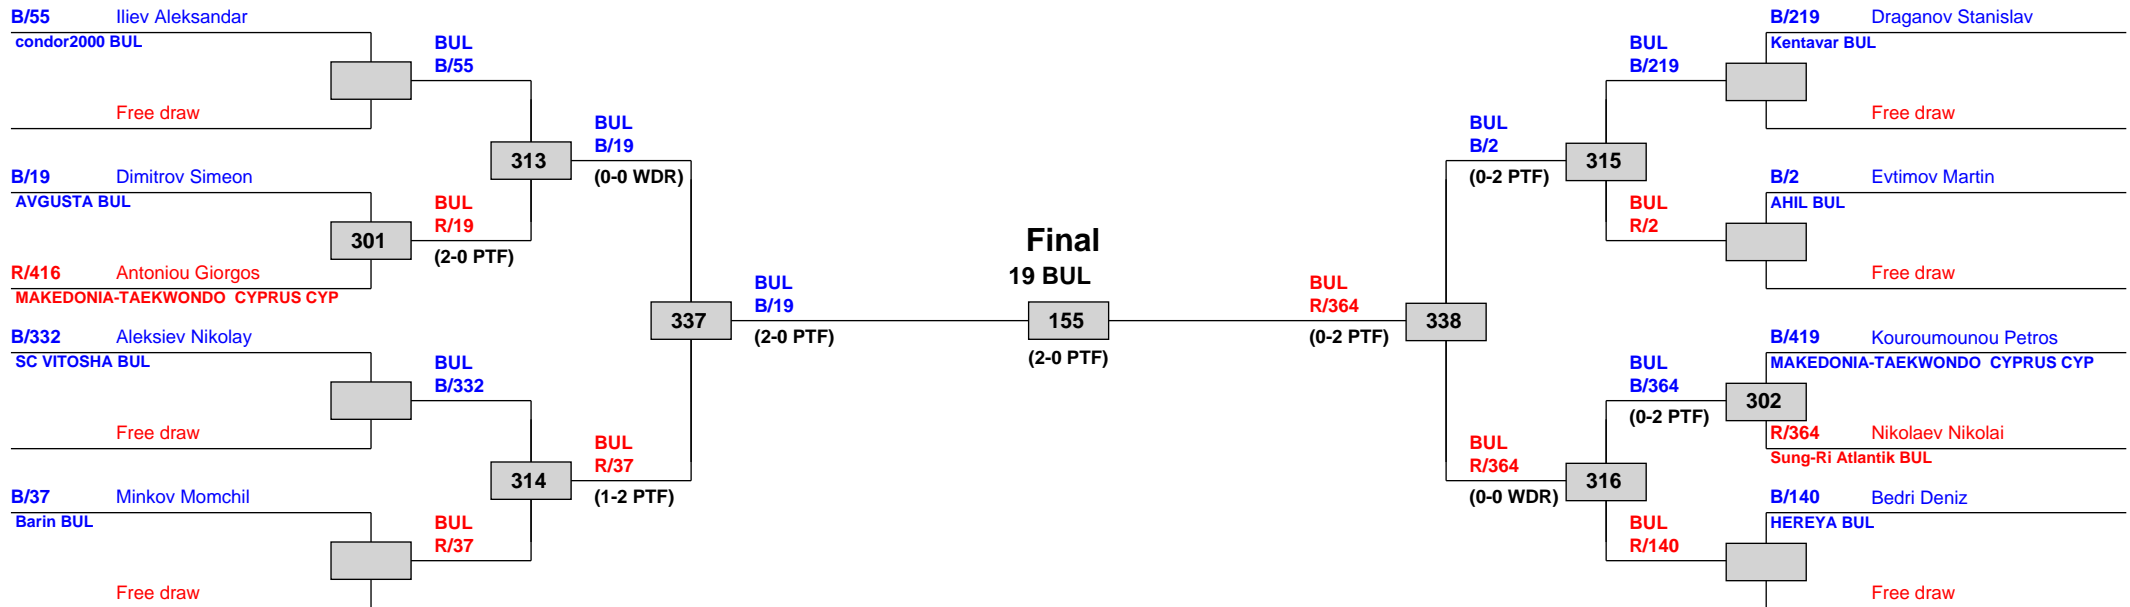 B/55 Iliev Aleksandar
condor2000 BUL
Free draw
BUL
B/55
B/19 Dimitrov Simeon
AVGUSTA BUL
301
R/416 Antoniou Giorgos
MAKEDONIA-TAEKWONDO  CYPRUS CYP
BUL
R/19
(2-0 PTF)
313
BUL
B/19
(0-0 WDR)
B/332 Aleksiev Nikolay
SC VITOSHA BUL
Free draw
BUL
B/332
B/37 Minkov Momchil
Barin BUL
Free draw
BUL
R/37
314
BUL
R/37
(1-2 PTF)
337
BUL
B/19
(2-0 PTF)
Final
19 BUL
155
(2-0 PTF)
BUL
R/364
(0-2 PTF)
338
BUL
B/2
(0-2 PTF)
315
BUL
B/219
B/219 Draganov Stanislav
Kentavar BUL
Free draw
BUL
R/2
B/2 Evtimov Martin
AHIL BUL
Free draw
BUL
R/364
(0-0 WDR)
316
BUL
B/364
(0-2 PTF)
302
B/419 Kouroumounou Petros
MAKEDONIA-TAEKWONDO  CYPRUS CYP
R/364 Nikolaev Nikolai
Sung-Ri Atlantik BUL
BUL
R/140
B/140 Bedri Deniz
HEREYA BUL
Free draw